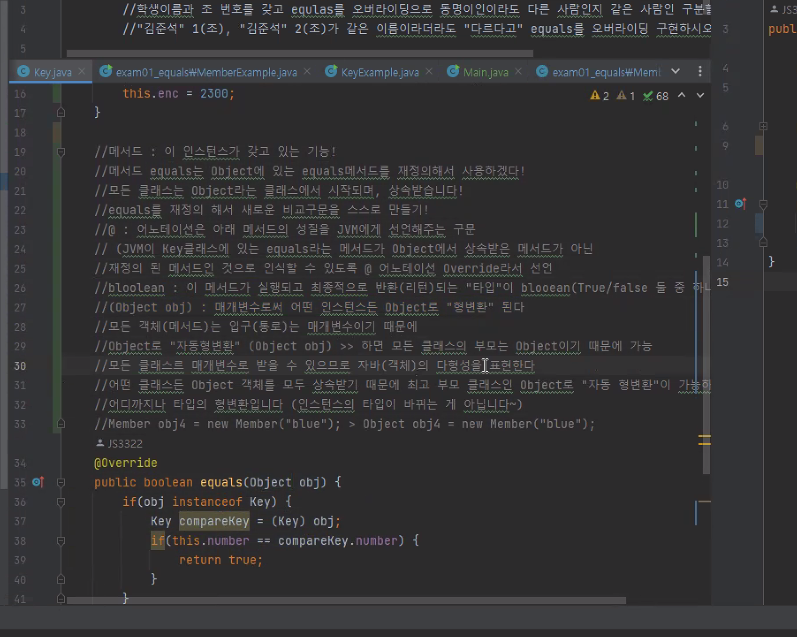 3 //학생이름과 조 번호를 갖고 equlas를 오버라이딩으로 동명이인이라도 다른 사람인지 같은 사람인 구분할
4 //"김준석" 1(조), "김준석" 2(조)가 같은 이름이라더라도 "다르다고" equals를 오버라이딩 구현하시오
5
Key.java exam01_equals₩MemberExample.java KeyExample.java Main.java exam01_equals₩Memb
16 this.enc = 2300;
2 1 68
17 }
18
19 //메서드 : 이 인스턴스가 갖고 있는 기능!
20 //메서드 equals는 Object에 있는 equals메서드를 재정의해서 사용하겠다!
21 //모든 클래스는 Object라는 클래스에서 시작되며, 상속받습니다!
22 //equals를 재정의 해서 새로운 비교구문을 스스로 만들기!
23 //@ : 어노테이션은 아래 메서드의 성질을 JVM에게 선언해주는 구문
24 // (JVM이 Key클래스에 있는 equals라는 메서드가 Object에서 상속받은 메서드가 아닌
25 //재정의 된 메서드인 것으로 인식할 수 있도록 @ 어노테이션 Override라서 선언
26 //bloolean : 이 메서드가 실행되고 최종적으로 반환(리턴)되는 "타입"이 blooean(True/false 둘 중 하나
27 //(Object obj) : 매개변수로써 어떤 인스턴스든 Object로 "형변환" 된다
28 //모든 객체(메서드)는 입구(통로)는 매개변수이기 때문에
29 //Object로 "자동형변환" (Object obj) >> 하면 모든 클래스의 부모는 Object이기 때문에 가능
30 //모든 클래스트 매개변수로 받을 수 있으므로 자바(객체)의 다형성을 표현한다
31 //어떤 클래스든 Object 객체를 모두 상속받기 때문에 최고 부모 클래스인 Object로 "자동 형변환"이 가능하
32 //어디까지나 타입의 형변환입니다 (인스턴스의 타입이 바뀌는 게 아닙니다~)
33 //Member obj4 = new Member("blue"); > Object obj4 = new Member("blue");
JS3322
34 @Override
35 public boolean equals(Object obj) {
36 if(obj instanceof Key) {
37 Key compareKey = (Key) obj;
38 if(this.number == compareKey.number) {
39 return true;
40 }
41 }
JS
3 publ
4
5
6
9
10
11
12
13
14 }
15